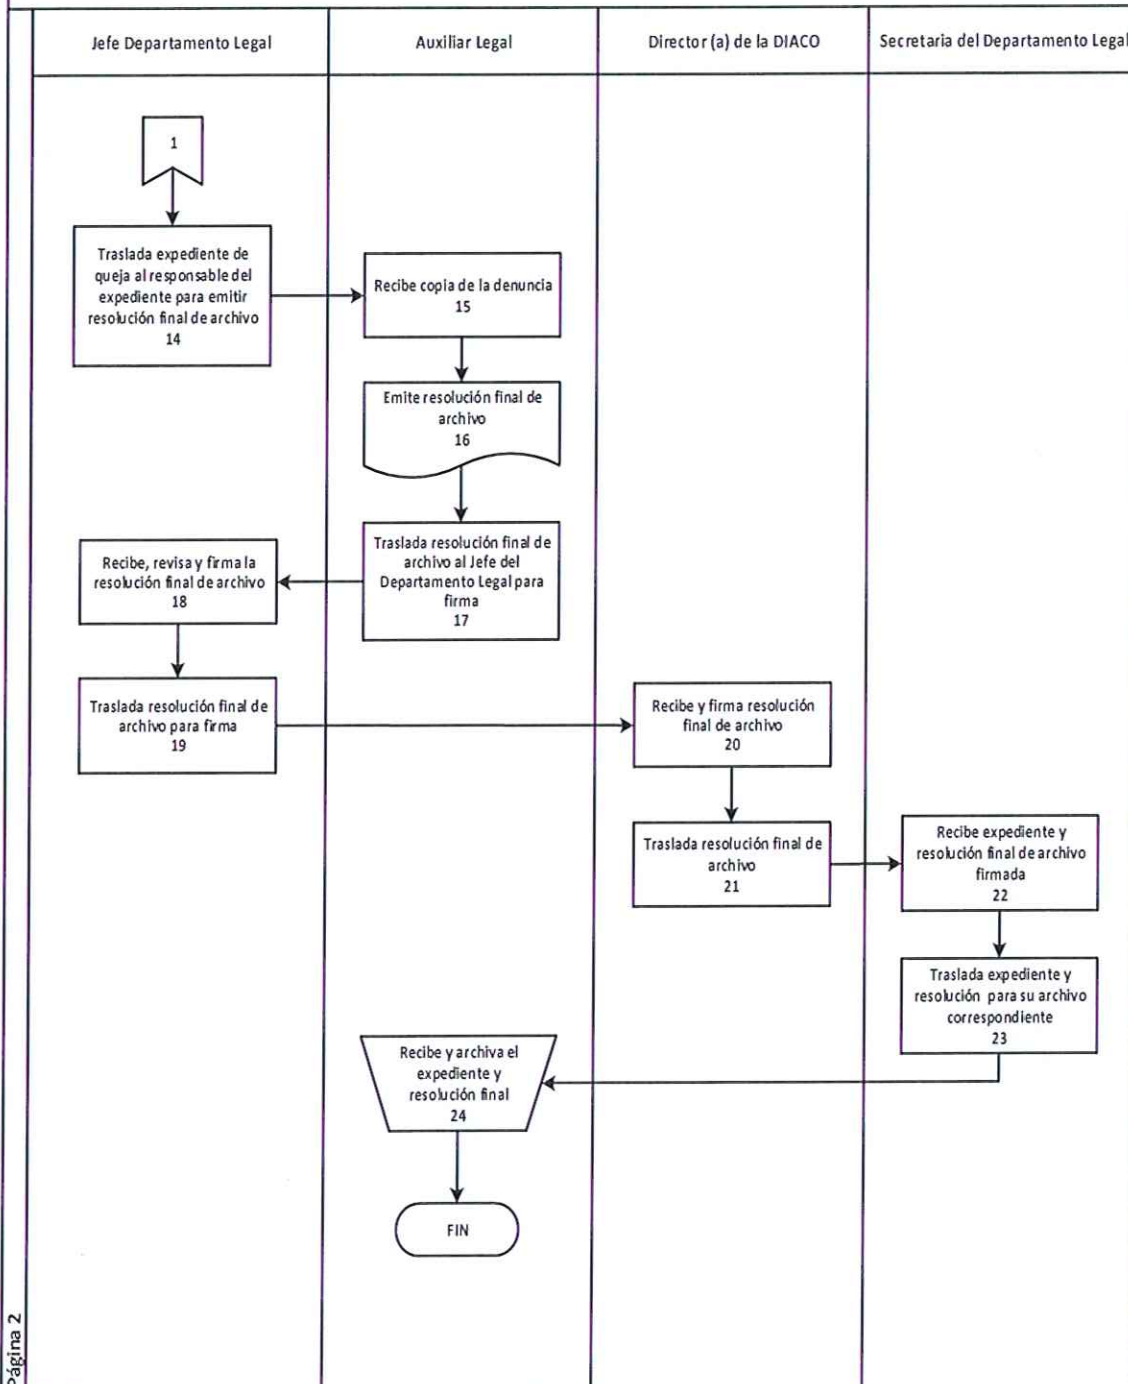 Jefe Departamento Legal
Auxiliar Legal
Director (a) de la DIACO
Secretaria del Departamento Legal
1
Traslada expediente de
queja al responsable del
expediente para emitir
resolución final de archivo
14
Recibe copia de la denuncia
15
Emite resolución final de
archivo
16
Traslada resolución final de
archivo al Jefe del
Departamento Legal para
firma
17
Recibe, revisa y firma la
resolución final de archivo
18
Traslada resolución final de
archivo para firma
19
Recibe y firma resolución
final de archivo
20
Traslada resolución final de
archivo
21
Recibe expediente y
resolución final de archivo
firmada
22
Traslada expediente y
resolución para su archivo
correspondiente
23
Recibe y archiva el
expediente y
resolución final
24
FIN
Página 2